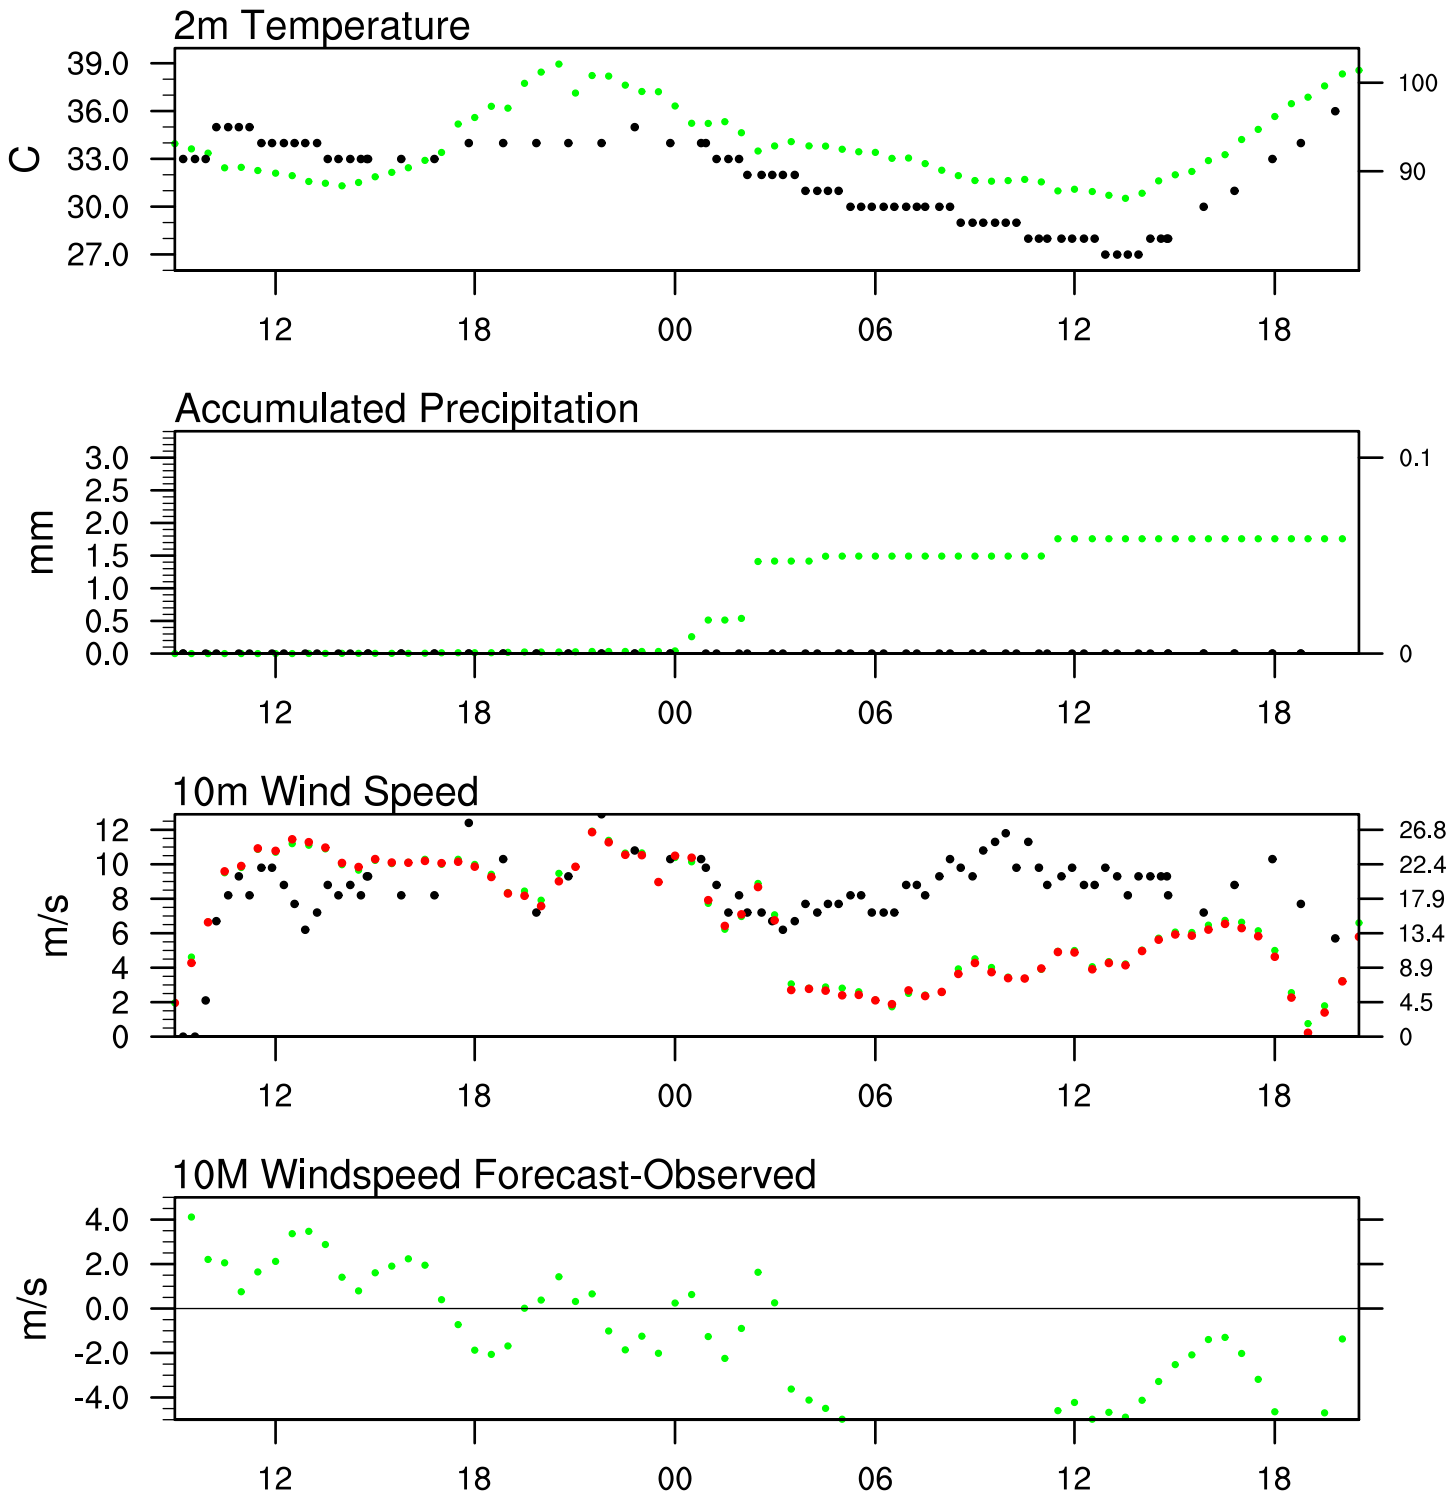 2m Temperature
39.0
36.0
33.0
30.0
27.0
C
100
90
12 18 00 06 12 18
Accumulated Precipitation
3.0
2.5
2.0
1.5
1.0
0.5
0.0
mm
0.1
0
12 18 00 06 12 18
10m Wind Speed
12
10
8
6
4
2
0
m/s
26.8
22.4
17.9
13.4
8.9
4.5
0
12 18 00 06 12 18
10M Windspeed Forecast-Observed
4.0
2.0
0.0
-2.0
-4.0
m/s
12 18 00 06 12 18